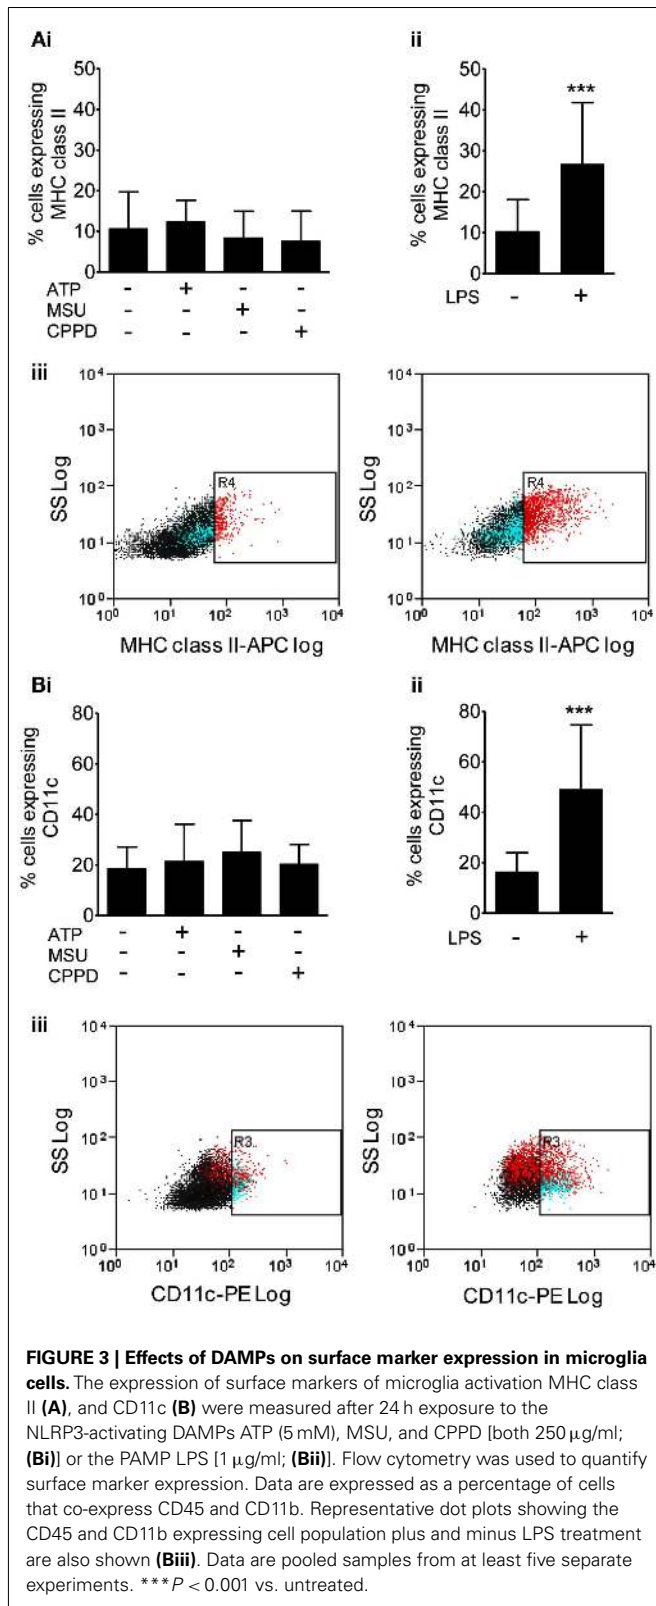 Ai
ii
% cells expressing
MHC class II
50
40
30
20
10
0
ATP - + - -
MSU - - + -
CPPD - - - +
% cells expressing
MHC class II
50
40
30
20
10
0
***
LPS - +
iii
SS Log
10⁴
10³
10²
10¹
10⁰
R4
10⁰ 10¹ 10² 10³ 10⁴
MHC class II-APC log
SS Log
10⁴
10³
10²
10¹
10⁰
R4
10⁰ 10¹ 10² 10³ 10⁴
MHC class II-APC log
Bi
ii
% cells expressing
CD11c
80
60
40
20
0
ATP - + - -
MSU - - + -
CPPD - - - +
% cells expressing
CD11c
80
60
40
20
0
***
LPS - +
iii
SS Log
10⁴
10³
10²
10¹
10⁰
R3
10⁰ 10¹ 10² 10³ 10⁴
CD11c-PE Log
SS Log
10⁴
10³
10²
10¹
10⁰
R3
10⁰ 10¹ 10² 10³ 10⁴
CD11c-PE Log
FIGURE 3 | Effects of DAMPs on surface marker expression in microglia
cells. The expression of surface markers of microglia activation MHC class
II (A), and CD11c (B) were measured after 24 h exposure to the
NLRP3-activating DAMPs ATP (5 mM), MSU, and CPPD [both 250 μg/ml;
(Bi)] or the PAMP LPS [1 μg/ml; (Bii)]. Flow cytometry was used to quantify
surface marker expression. Data are expressed as a percentage of cells
that co-express CD45 and CD11b. Representative dot plots showing the
CD45 and CD11b expressing cell population plus and minus LPS treatment
are also shown (Biii). Data are pooled samples from at least five separate
experiments. ***P < 0.001 vs. untreated.